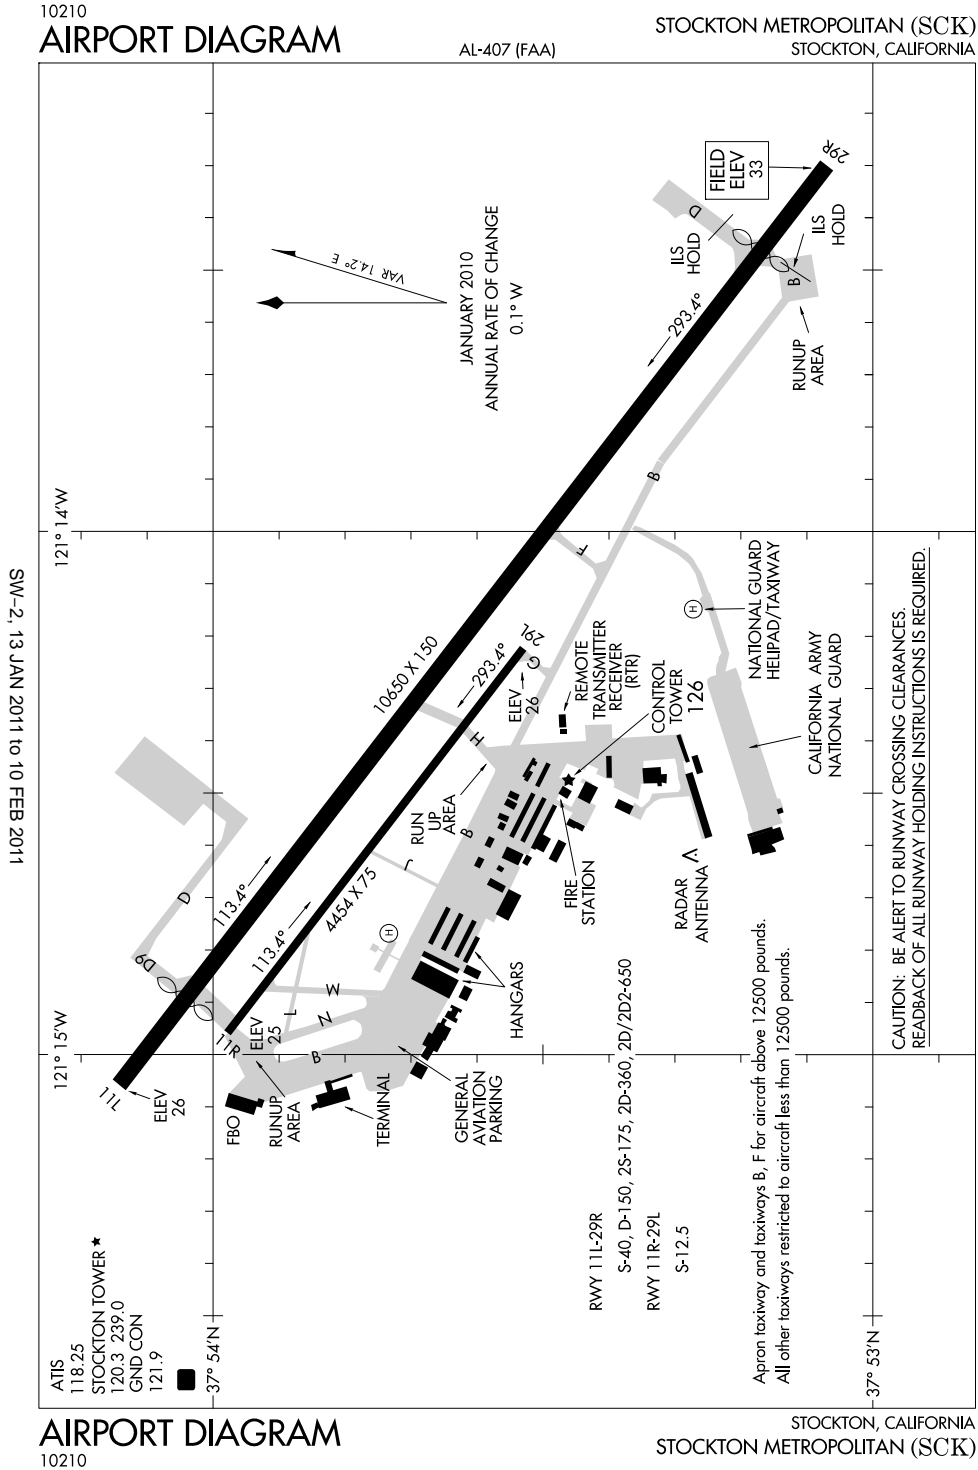 10210
AIRPORT DIAGRAM
AL-407 (FAA)
STOCKTON METROPOLITAN (SCK)
STOCKTON, CALIFORNIA
SW-2, 13 JAN 2011 to 10 FEB 2011
ATIS
118.25
STOCKTON TOWER ★
120.3 239.0
GND CON
121.9
37° 54'N
37° 53'N
121° 15'W
121° 14'W
VAR 14.2° E
JANUARY 2010
ANNUAL RATE OF CHANGE
0.1° W
FIELD
ELEV
33
29R
D
ILS
HOLD
ILS
HOLD
B
RUNUP
AREA
293.4°
B
F
10650 X 150
29L
293.4°
G
ELEV
26
H
RUN
UP
AREA
B
J
4454 X 75
113.4°
113.4°
D
D9
H
L
M
N
B
11R
ELEV
25
11L
ELEV
26
FBO
RUNUP
AREA
TERMINAL
GENERAL
AVIATION
PARKING
HANGARS
FIRE
STATION
REMOTE
TRANSMITTER
RECEIVER
(RTR)
CONTROL
TOWER
126
RADAR
ANTENNA
H
NATIONAL GUARD
HELIPAD/TAXIWAY
CALIFORNIA ARMY
NATIONAL GUARD
RWY 11L-29R
S-40, D-150, 2S-175, 2D-360, 2D/2D2-650
RWY 11R-29L
S-12.5
Apron taxiway and taxiways B, F for aircraft above 12500 pounds.
All other taxiways restricted to aircraft less than 12500 pounds.
CAUTION: BE ALERT TO RUNWAY CROSSING CLEARANCES.
READBACK OF ALL RUNWAY HOLDING INSTRUCTIONS IS REQUIRED.
AIRPORT DIAGRAM
10210
STOCKTON, CALIFORNIA
STOCKTON METROPOLITAN (SCK)